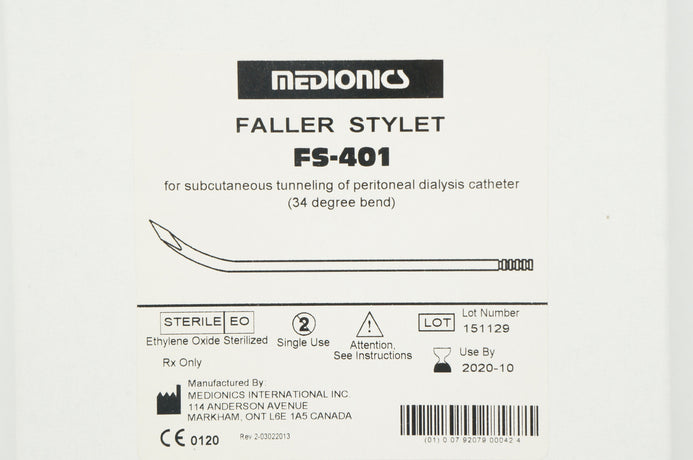 MEDIONICS
FALLER STYLET
FS-401
for subcutaneous tunneling of peritoneal dialysis catheter
(34 degree bend)
STERILE EO
Ethylene Oxide Sterilized
Rx Only
2
Single Use
Attention,
See Instructions
LOT
Lot Number
151129
Use By
2020-10
Manufactured By:
MEDIONICS INTERNATIONAL INC.
114 ANDERSON AVENUE
MARKHAM, ONT L6E 1A5 CANADA
CE 0120
Rev 2-03022013
(01) 0 07 92079 00042 4